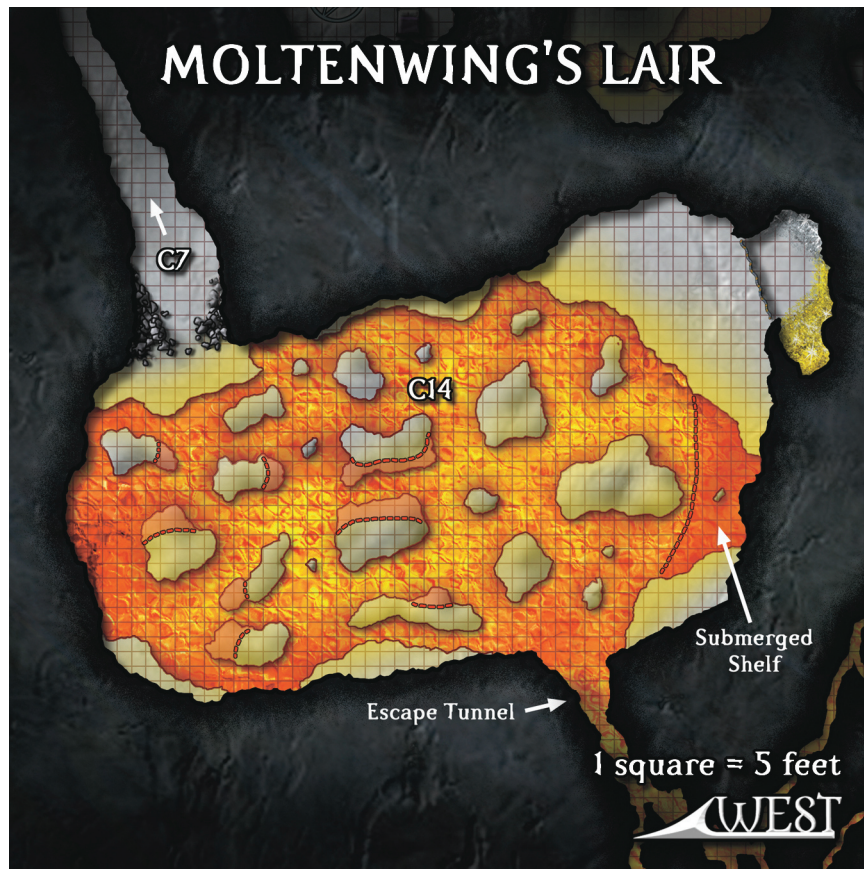 MOLTENWING'S LAIR
C7
C14
Submerged
Shelf
Escape Tunnel
1 square = 5 feet
WEST